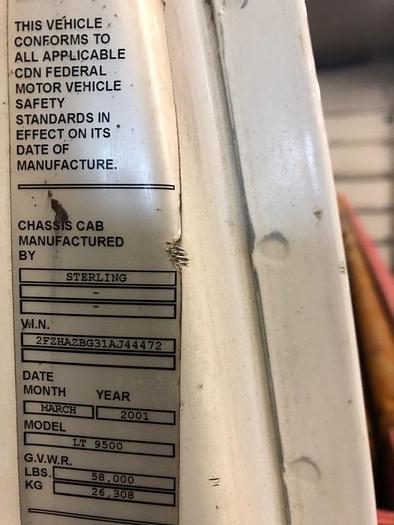 THIS VEHICLE
CONFORMS TO
ALL APPLICABLE
CDN FEDERAL
MOTOR VEHICLE
SAFETY
STANDARDS IN
EFFECT ON ITS
DATE OF
MANUFACTURE.
CHASSIS CAB
MANUFACTURED
BY
STERLING
-
-
V.I.N.
2FZHAZBG31AJ44472
DATE
MONTH YEAR
MARCH 2001
MODEL
LT 9500
G.V.W.R.
LBS. 58,000
KG 26,308